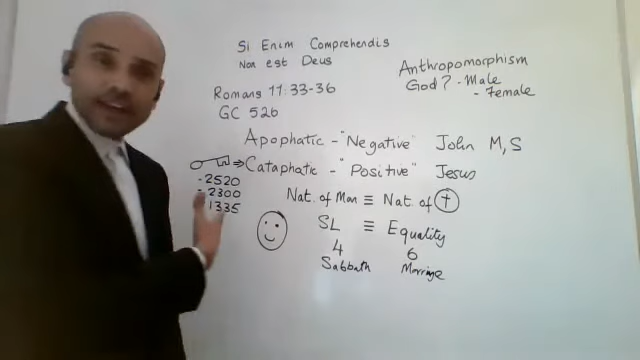 Si Enim Comprehendis
Non est Deus
Romans 11:33-36
GC 526
Anthropomorphism
God? - Male
- Female
Apophatic - "Negative" John M, S
Cataphatic - "Positive" Jesus
- 2520
- 2300
1335
Nat. of Man ≡ Nat. of †
SL ≡ Equality
4 6
Sabbath Marriage